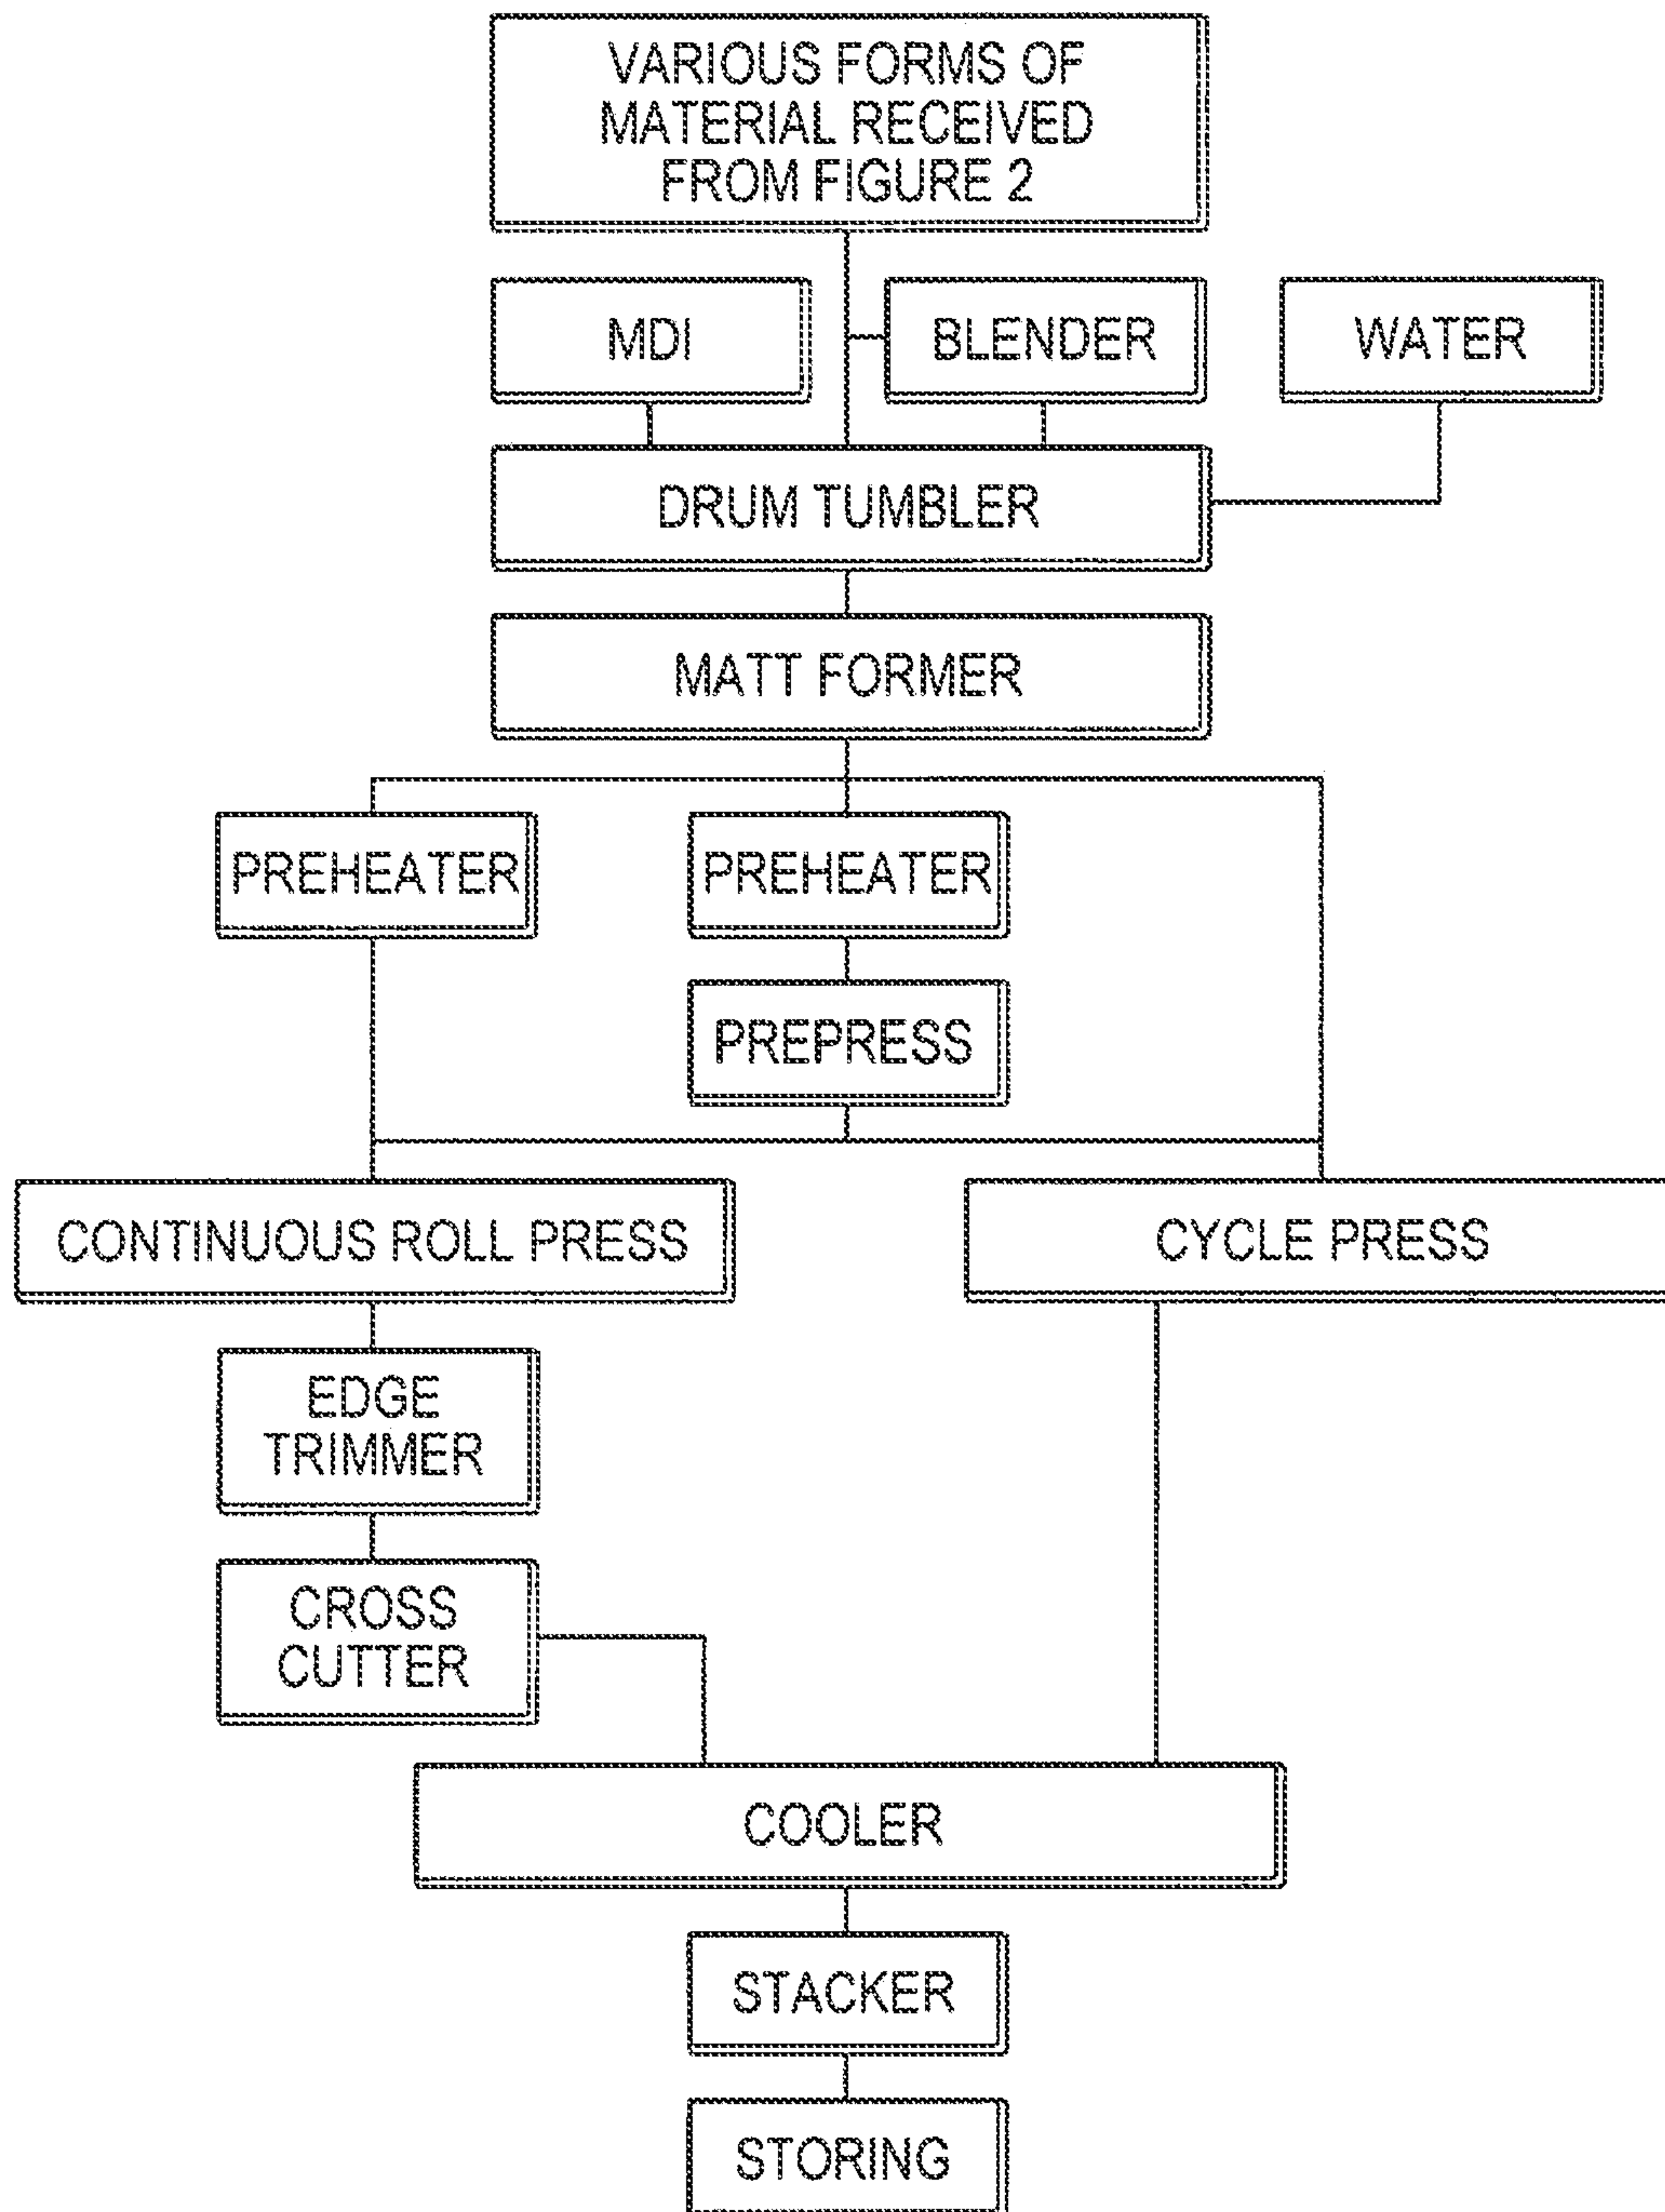 VARIOUS FORMS OF
MATERIAL RECEIVED
FROM FIGURE 2
MDI
BLENDER
WATER
DRUM TUMBLER
MATT FORMER
PREHEATER
PREHEATER
PREPRESS
CONTINUOUS ROLL PRESS
CYCLE PRESS
EDGE
TRIMMER
CROSS
CUTTER
COOLER
STACKER
STORING